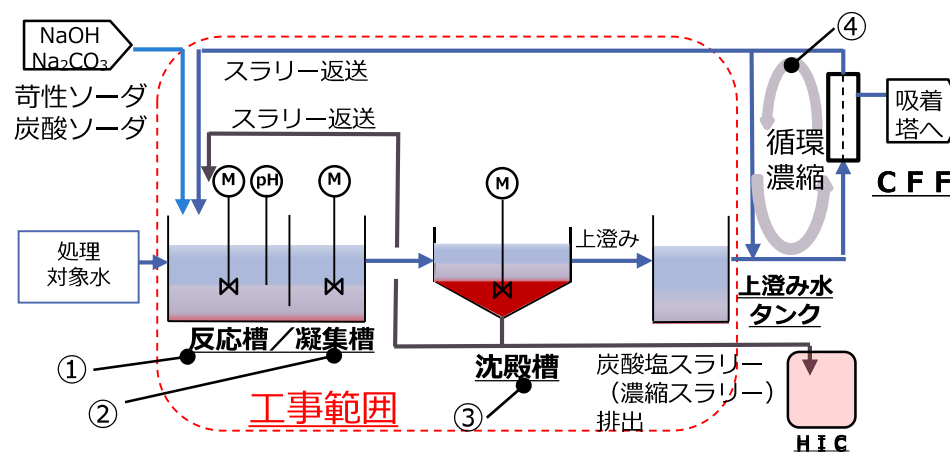 NaOH
Na₂CO₃
苛性ソーダ
炭酸ソーダ
スラリー返送
スラリー返送
④
循環
濃縮
吸着
塔へ
CFF
M
pH
M
M
処理
対象水
上澄み
上澄み水
タンク
反応槽/凝集槽
沈殿槽
①
②
③
工事範囲
炭酸塩スラリー
(濃縮スラリー)
排出
HIC